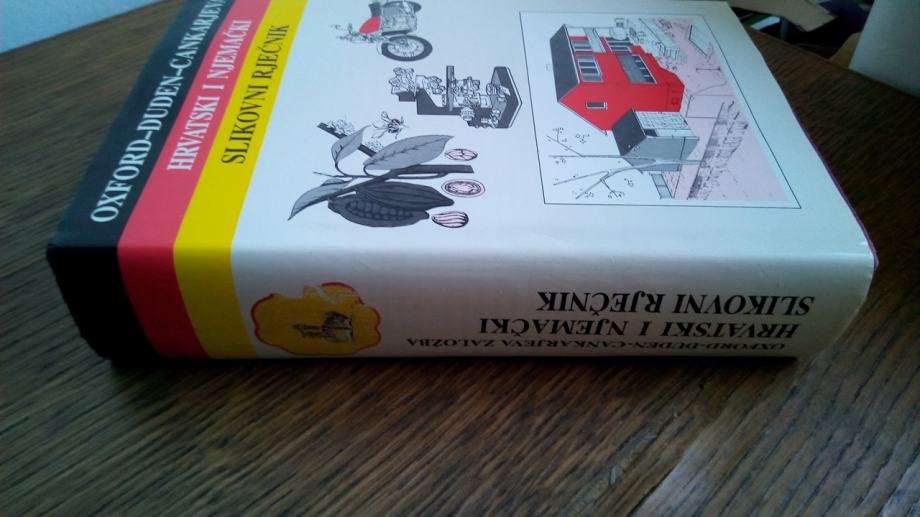 OXFORD-DUDEN-CANKARJEVA
HRVATSKI I NJEMAČKI
SLIKOVNI RJEČNIK
OXFORD-DUDEN-CANKARJEVA ZALOŽBA
HRVATSKI I NJEMAČKI
SLIKOVNI RJEČNIK